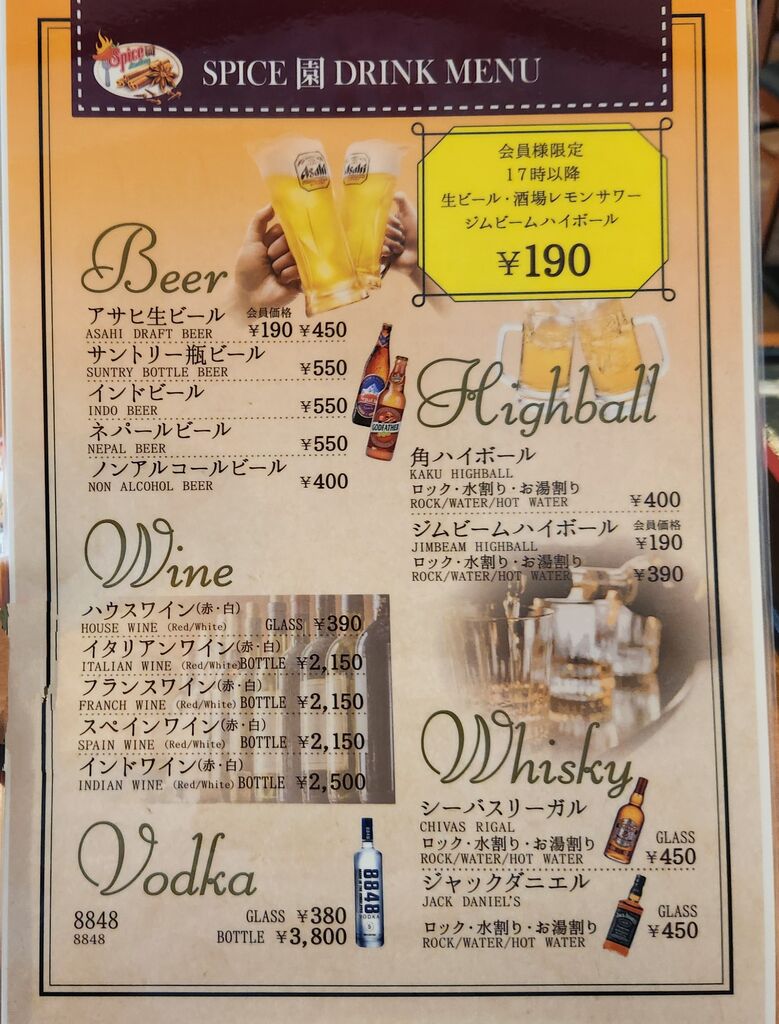 Spice
SPICE 園 DRINK MENU
会員様限定
17時以降
生ビール・酒場レモンサワー
ジムビームハイボール
¥190
Asahi
Asahi
Beer
アサヒ生ビール 会員価格
ASAHI DRAFT BEER ¥190 ¥450
サントリー瓶ビール
SUNTRY BOTTLE BEER ¥550
インドビール
INDO BEER ¥550
ネパールビール
NEPAL BEER ¥550
ノンアルコールビール
NON ALCOHOL BEER ¥400
GODFATHER
Highball
角ハイボール
KAKU HIGHBALL
ロック・水割り・お湯割り
ROCK/WATER/HOT WATER ¥400
ジムビームハイボール 会員価格
JIMBEAM HIGHBALL ¥190
ロック・水割り・お湯割り
ROCK/WATER/HOT WATER ¥390
Wine
ハウスワイン(赤・白)
HOUSE WINE (Red/White) GLASS ¥390
イタリアンワイン(赤・白)
ITALIAN WINE (Red/White) BOTTLE ¥2,150
フランスワイン(赤・白)
FRANCH WINE (Red/White) BOTTLE ¥2,150
スペインワイン(赤・白)
SPAIN WINE (Red/White) BOTTLE ¥2,150
インドワイン(赤・白)
INDIAN WINE (Red/White) BOTTLE ¥2,500
Whisky
シーバスリーガル
CHIVAS RIGAL
ロック・水割り・お湯割り GLASS
ROCK/WATER/HOT WATER ¥450
ジャックダニエル
JACK DANIEL'S GLASS
ロック・水割り・お湯割り ¥450
ROCK/WATER/HOT WATER
Vodka
8848 GLASS ¥380
8848 BOTTLE ¥3,800
8848
VODKA